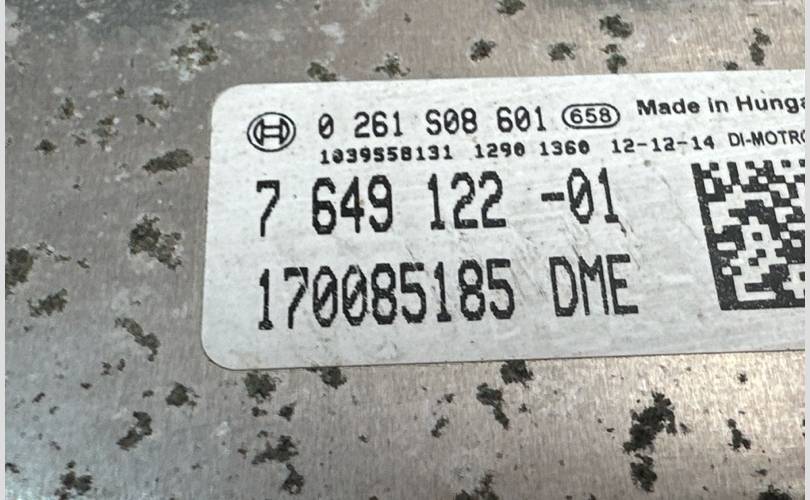 0 261 S08 601 658 Made in Hunga
1039S58131 1290 1360 12-12-14 DI-MOTRO
7 649 122 -01
170085185 DME